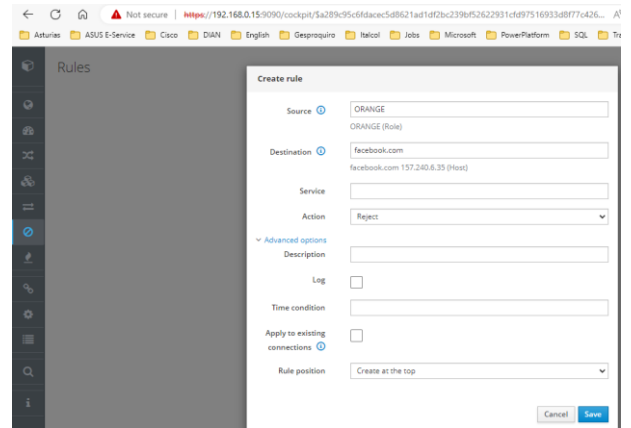 Not secure
https://192.168.0.15:9090/cockpit/$a289c95c6fdacec5d8621ad1df2bc239bf52622931cfd97516933d8f77c426...
Asturias ASUS E-Service Cisco DIAN English Gesproquiro Italcol Jobs Microsoft PowerPlatform SQL
Rules
Create rule
Source ORANGE
ORANGE (Role)
Destination facebook.com
facebook.com 157.240.6.35 (Host)
Service
Action Reject
Advanced options
Description
Log
Time condition
Apply to existing
connections
Rule position Create at the top
Cancel Save